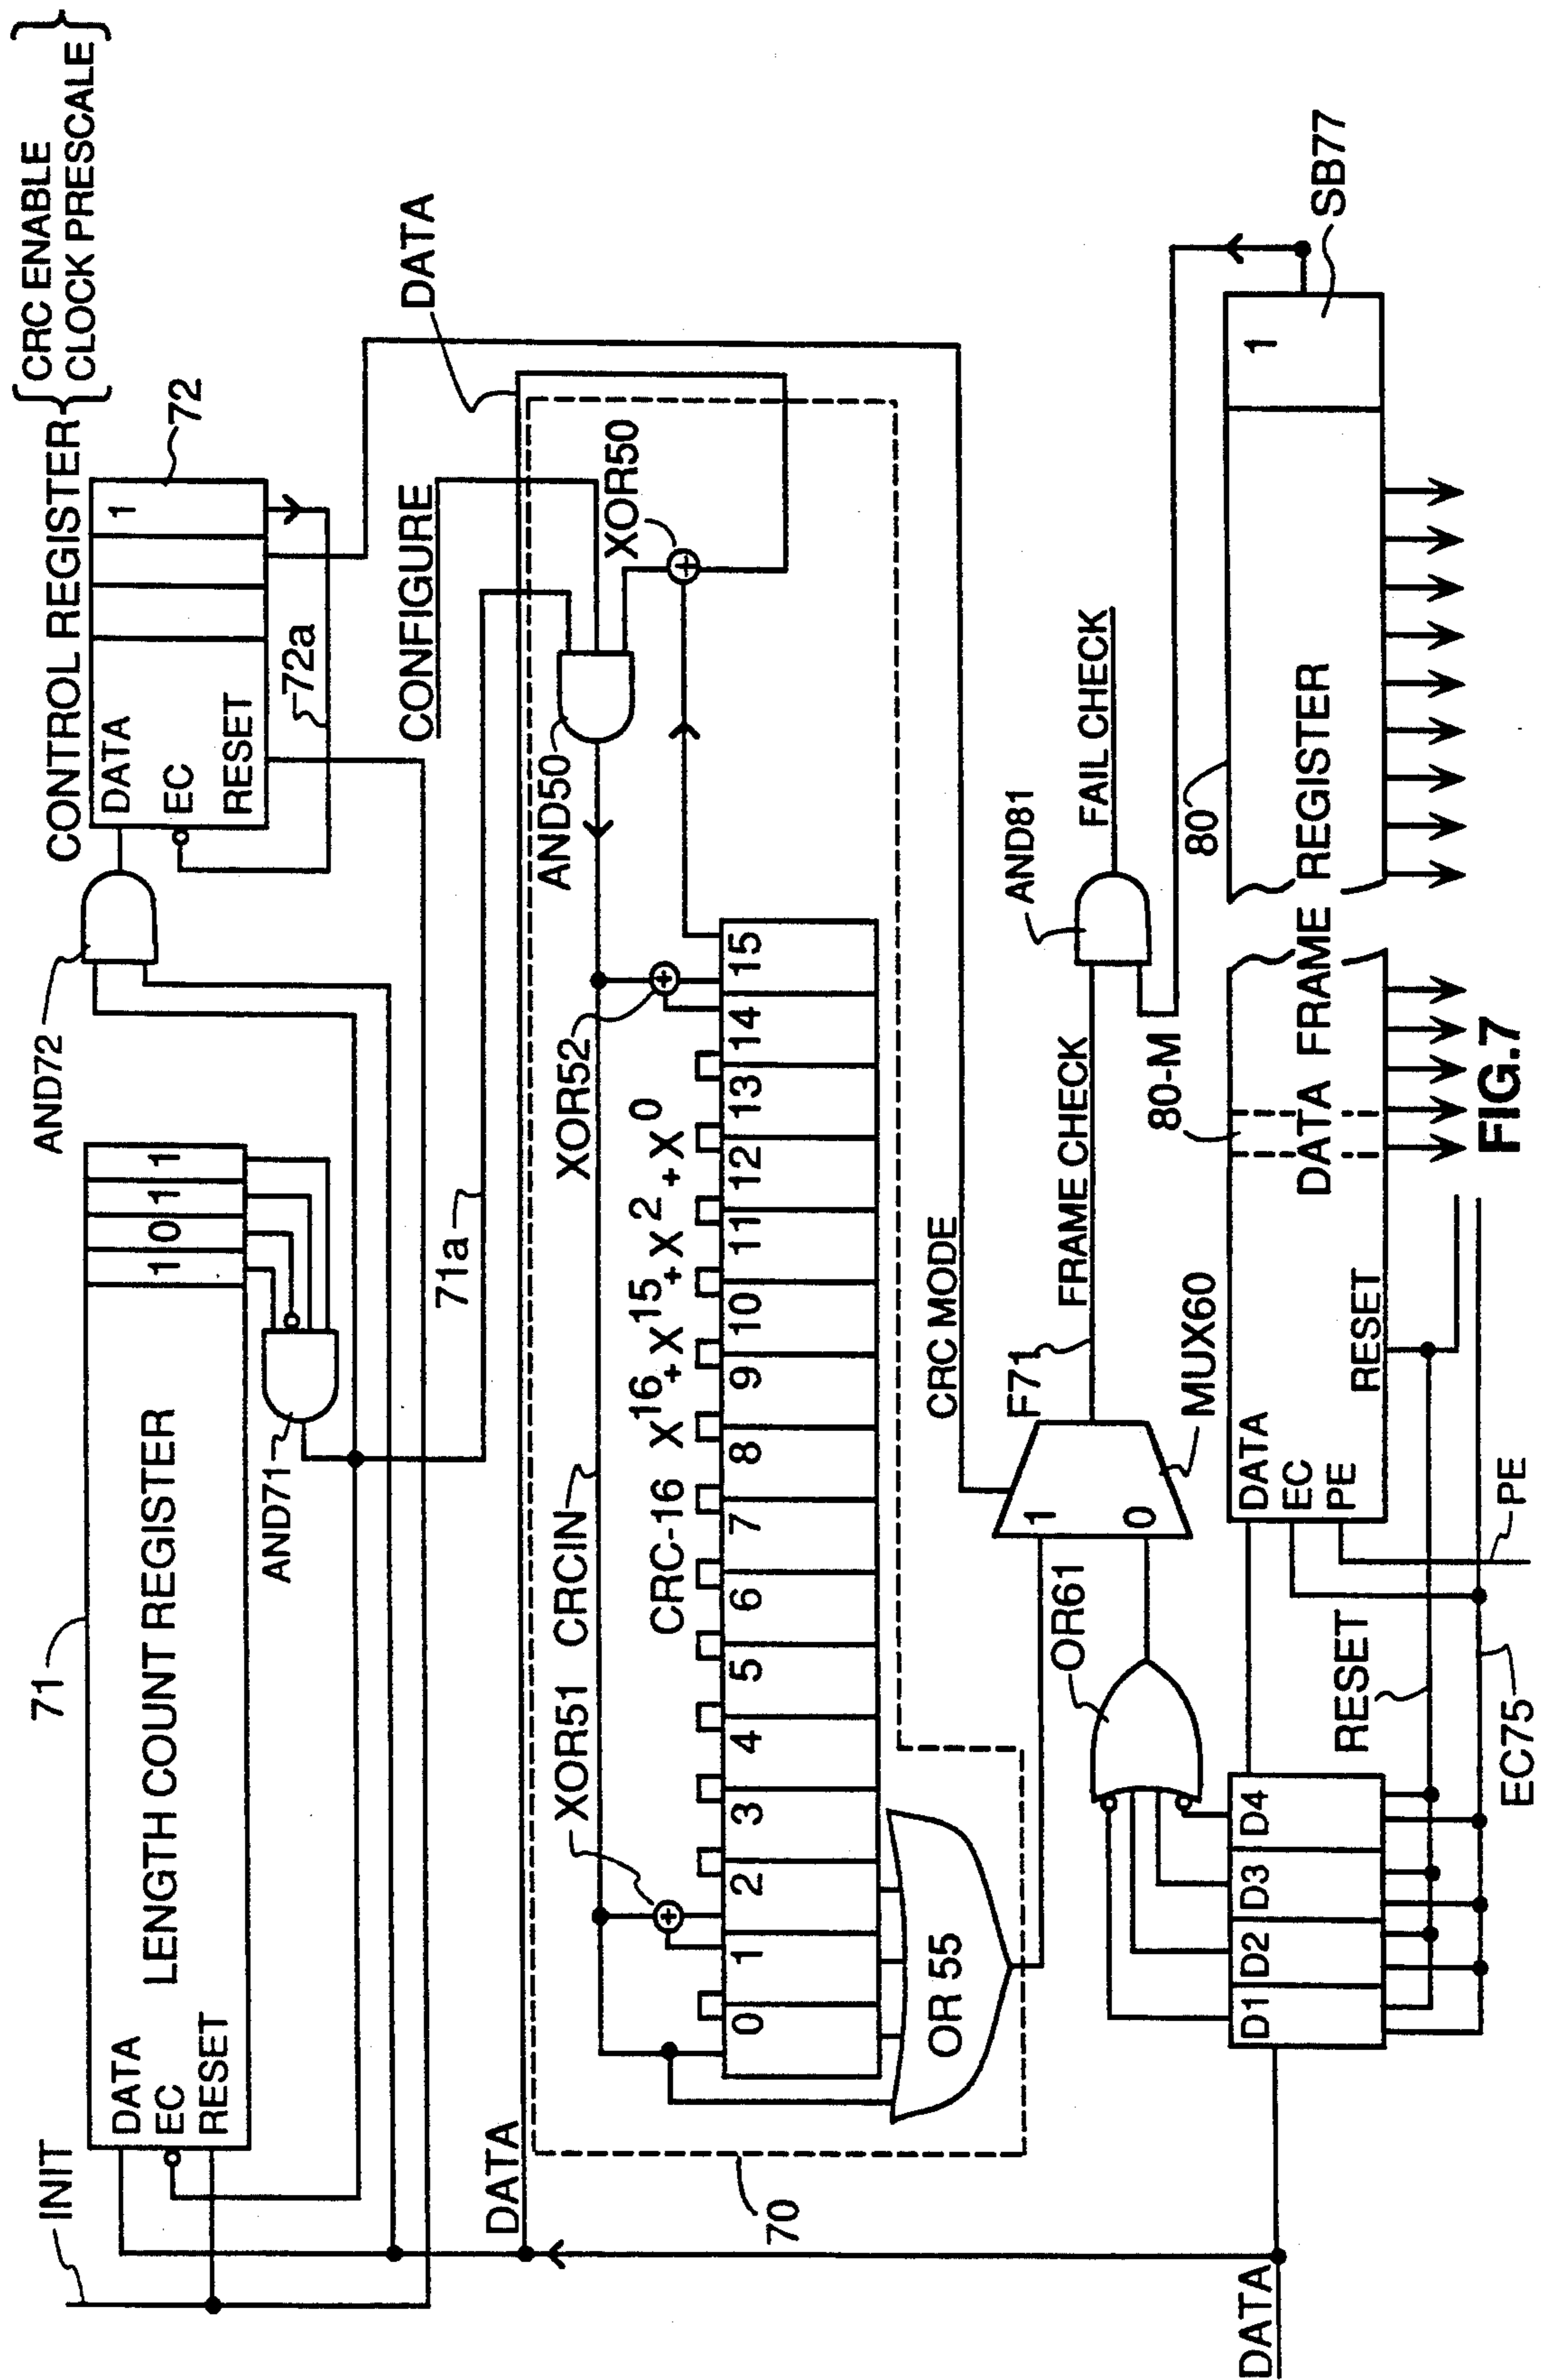 INIT
71
DATA
EC
RESET
LENGTH COUNT REGISTER
1 0 1 1
AND71
AND72
CONTROL REGISTER { CRC ENABLE
CLOCK PRESCALE }
DATA
EC
RESET
1
72
72a
71a
CONFIGURE
DATA
DATA
AND50
XOR50
XOR51
CRCIN
XOR52
CRC-16 X16+X15+X2+X0
0 1 2 3 4 5 6 7 8 9 10 11 12 13 14 15
OR 55
70
CRC MODE
F71
FRAME CHECK
FAIL CHECK
AND81
1
0
MUX60
OR61
80-M
80
DATA
D1 D2 D3 D4
DATA
EC
PE
RESET
DATA FRAME REGISTER
1
SB77
RESET
EC75
PE
FIG.7